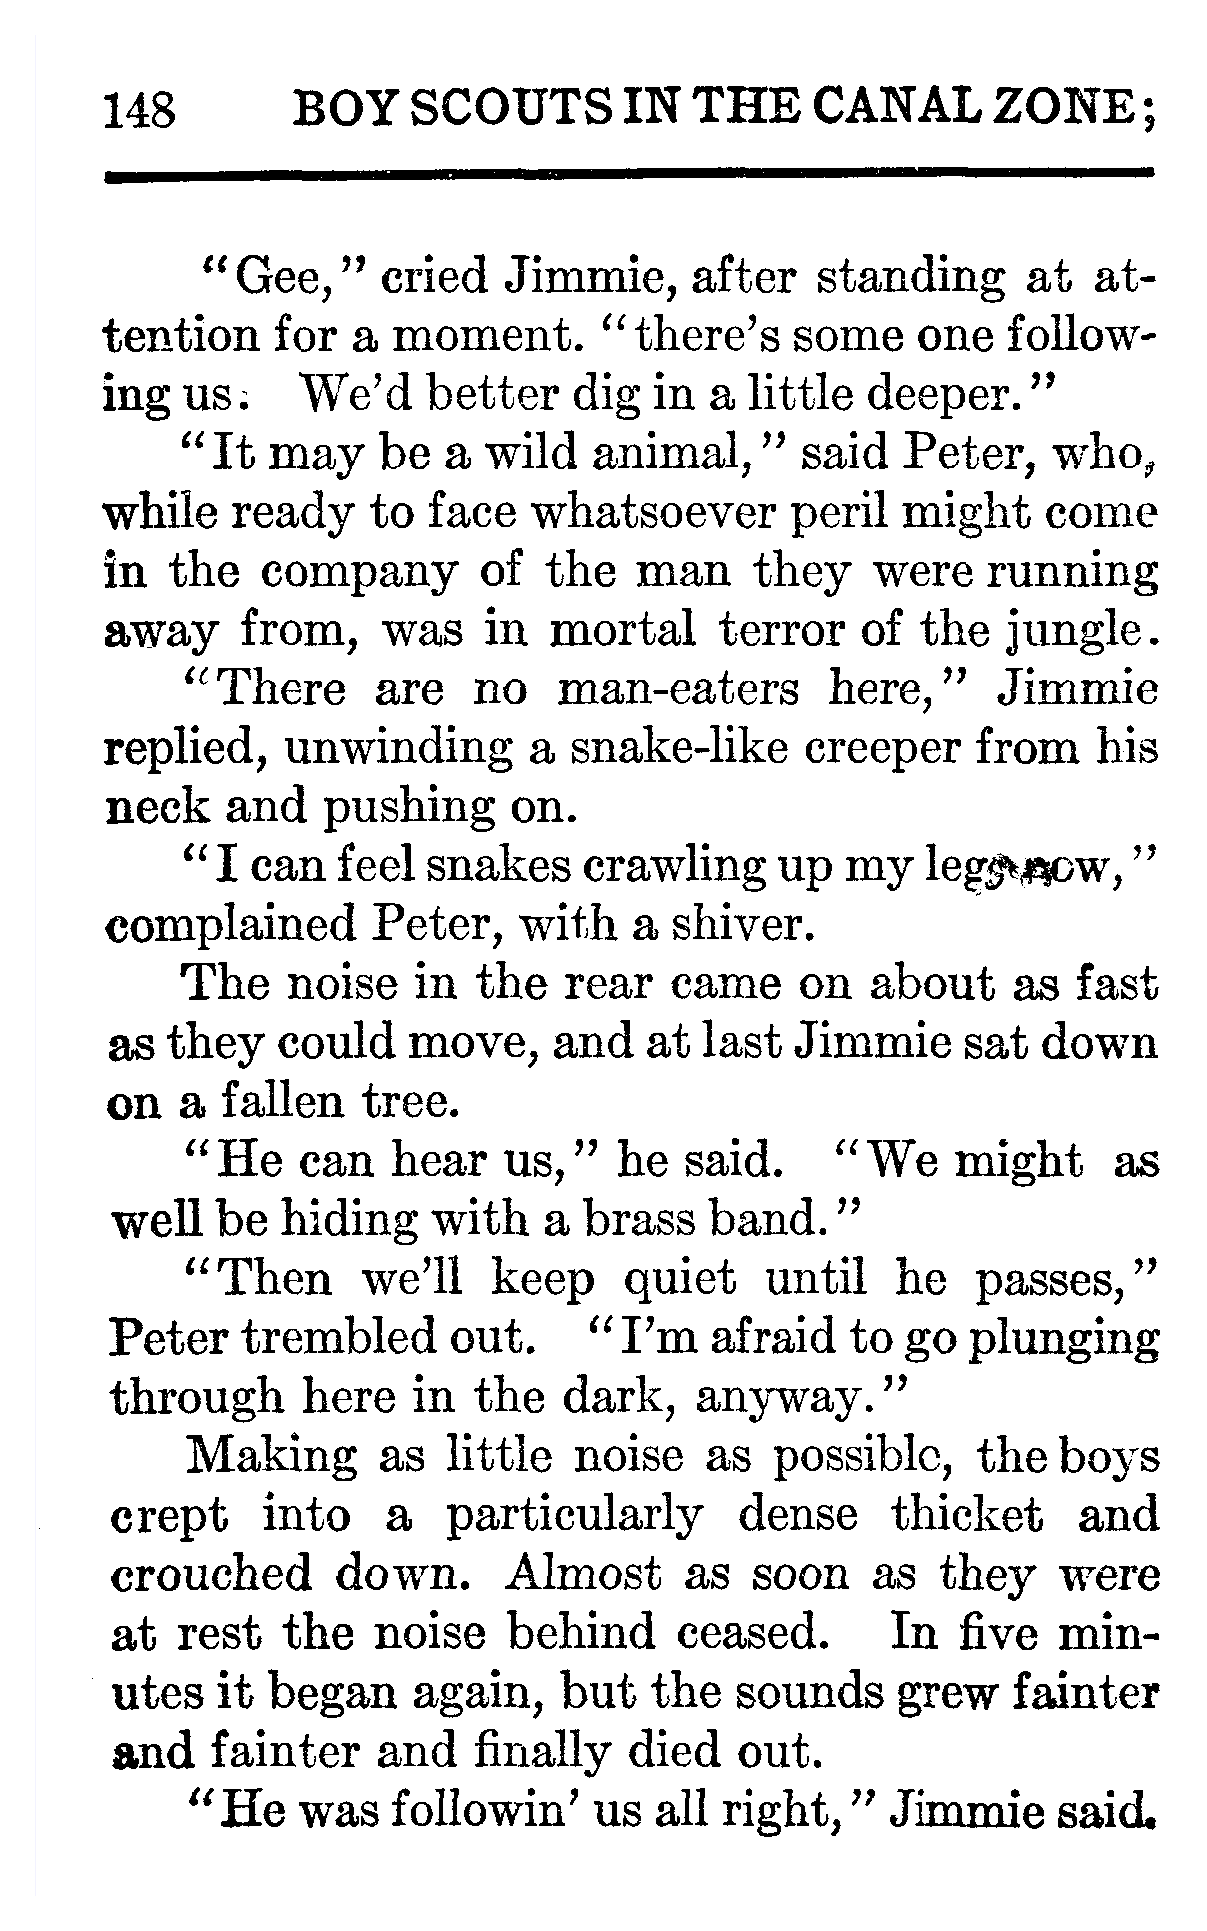 148 BOY SCOUTS IN THE CANAL ZONE;
"Gee," cried Jimmie, after standing at at-
tention for a moment. "there's some one follow-
ing us. We'd better dig in a little deeper."
"It may be a wild animal," said Peter, who,
while ready to face whatsoever peril might come
in the company of the man they were running
away from, was in mortal terror of the jungle.
"There are no man-eaters here," Jimmie
replied, unwinding a snake-like creeper from his
neck and pushing on.
"I can feel snakes crawling up my legs now,"
complained Peter, with a shiver.
The noise in the rear came on about as fast
as they could move, and at last Jimmie sat down
on a fallen tree.
"He can hear us," he said. "We might as
well be hiding with a brass band."
"Then we'll keep quiet until he passes,"
Peter trembled out. "I'm afraid to go plunging
through here in the dark, anyway."
Making as little noise as possible, the boys
crept into a particularly dense thicket and
crouched down. Almost as soon as they were
at rest the noise behind ceased. In five min-
utes it began again, but the sounds grew fainter
and fainter and finally died out.
"He was followin' us all right," Jimmie said.